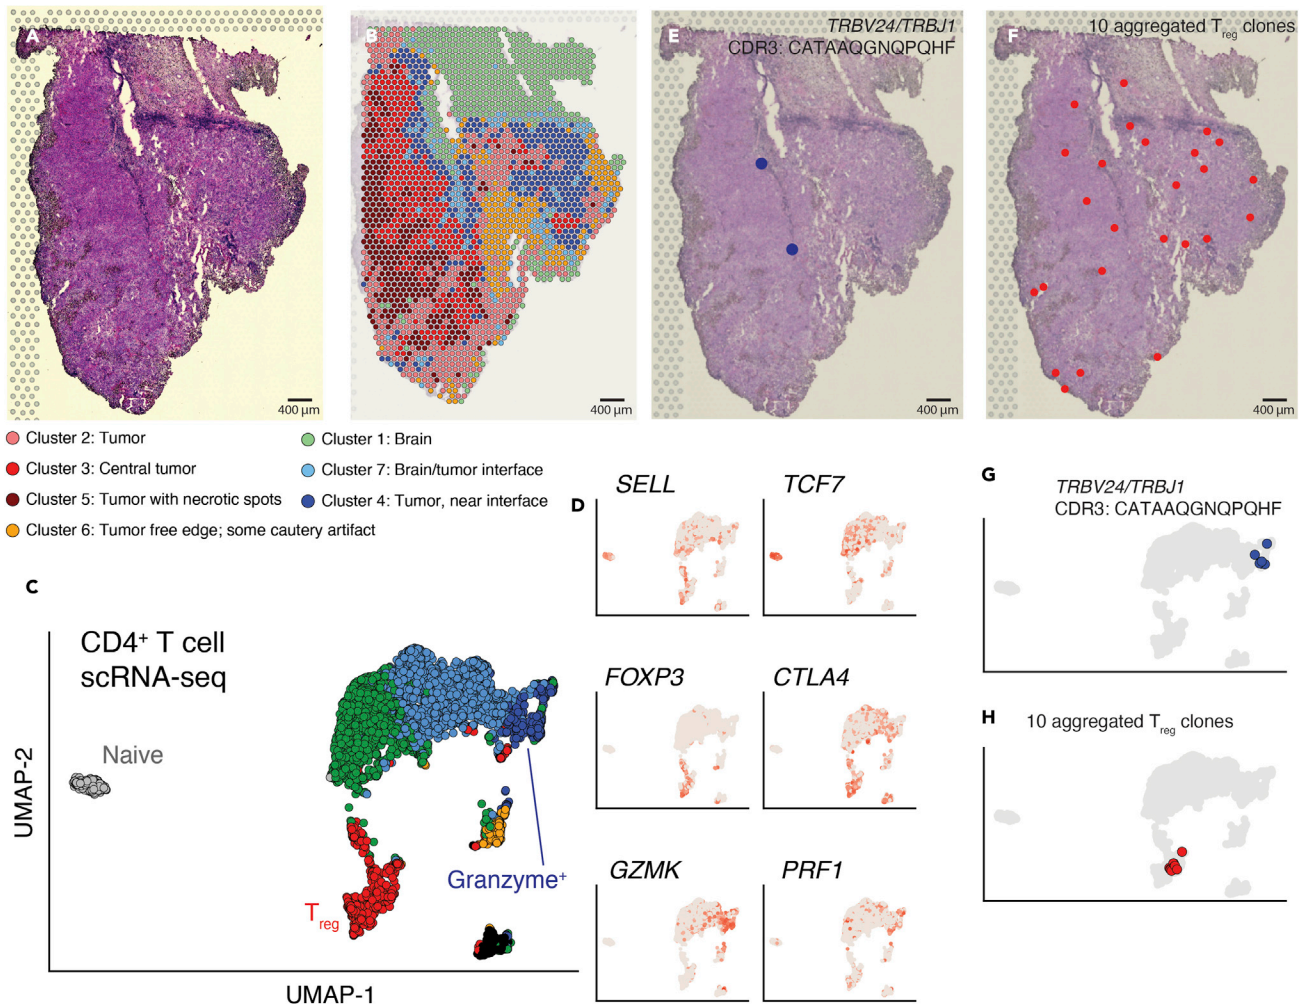 A
B
E
TRBV24/TRBJ1
CDR3: CATAAQGNQPQHF
F
10 aggregated Treg clones
400 µm
400 µm
400 µm
400 µm
Cluster 2: Tumor
Cluster 1: Brain
Cluster 3: Central tumor
Cluster 7: Brain/tumor interface
Cluster 5: Tumor with necrotic spots
Cluster 4: Tumor, near interface
Cluster 6: Tumor free edge; some cautery artifact
C
CD4+ T cell
scRNA-seq
Naive
Granzyme+
Treg
UMAP-2
UMAP-1
D
SELL
TCF7
FOXP3
CTLA4
GZMK
PRF1
G
TRBV24/TRBJ1
CDR3: CATAAQGNQPQHF
H
10 aggregated Treg clones